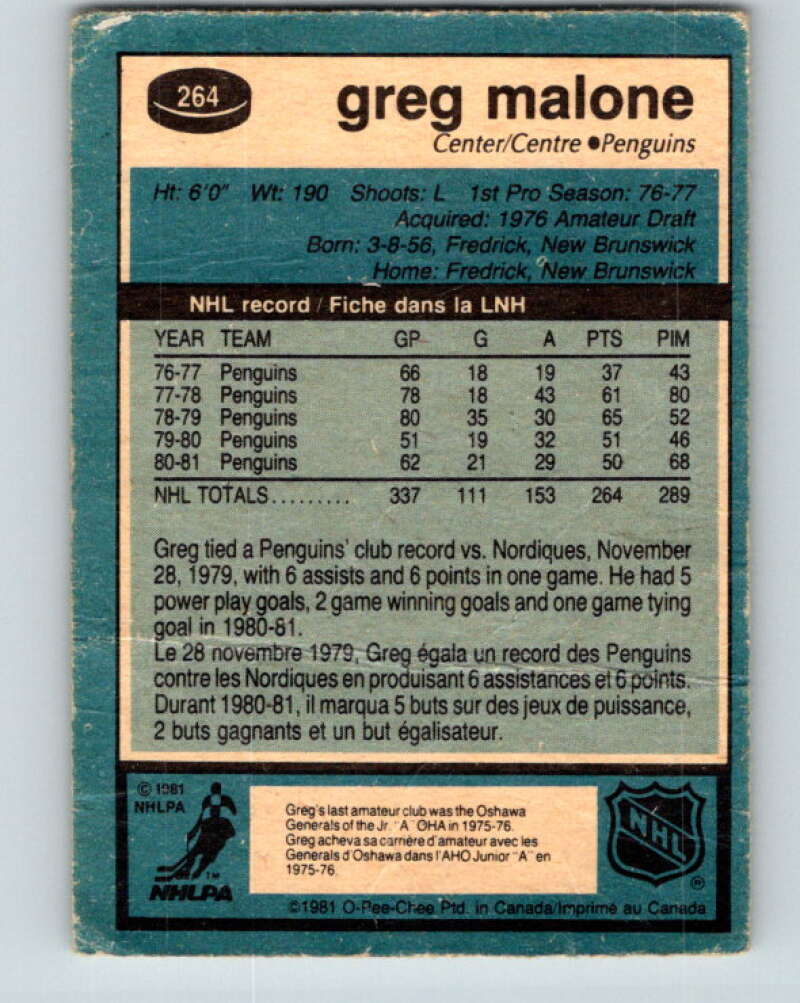 264
greg malone
Center/Centre ●Penguins
Ht: 6'0" Wt: 190 Shoots: L 1st Pro Season: 76-77
Acquired: 1976 Amateur Draft
Born: 3-8-56, Fredrick, New Brunswick
Home: Fredrick, New Brunswick
NHL record / Fiche dans la LNH
YEAR TEAM GP G A PTS PIM
76-77 Penguins 66 18 19 37 43
77-78 Penguins 78 18 43 61 80
78-79 Penguins 80 35 30 65 52
79-80 Penguins 51 19 32 51 46
80-81 Penguins 62 21 29 50 68
NHL TOTALS......... 337 111 153 264 289
Greg tied a Penguins' club record vs. Nordiques, November
28, 1979, with 6 assists and 6 points in one game. He had 5
power play goals, 2 game winning goals and one game tying
goal in 1980-81.
Le 28 novembre 1979, Greg égala un record des Penguins
contre les Nordiques en produisant 6 assistances et 6 points.
Durant 1980-81, il marqua 5 buts sur des jeux de puissance,
2 buts gagnants et un but égalisateur.
© 1981
NHLPA
TM
NHLPA
Greg's last amateur club was the Oshawa
Generals of the Jr. "A" OHA in 1975-76.
Greg acheva sa carrière d'amateur avec les
Generals d'Oshawa dans l'AHO Junior "A" en
1975-76.
NHL
®
©1981 O-Pee-Chee Ptd. in Canada/Imprimé au Canada